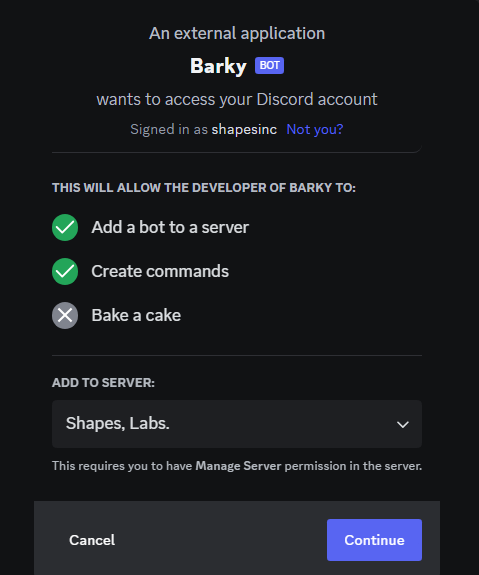 An external application
Barky BOT
wants to access your Discord account
Signed in as shapesinc Not you?
THIS WILL ALLOW THE DEVELOPER OF BARKY TO:
Add a bot to a server
Create commands
Bake a cake
ADD TO SERVER:
Shapes, Labs.
This requires you to have Manage Server permission in the server.
Cancel Continue